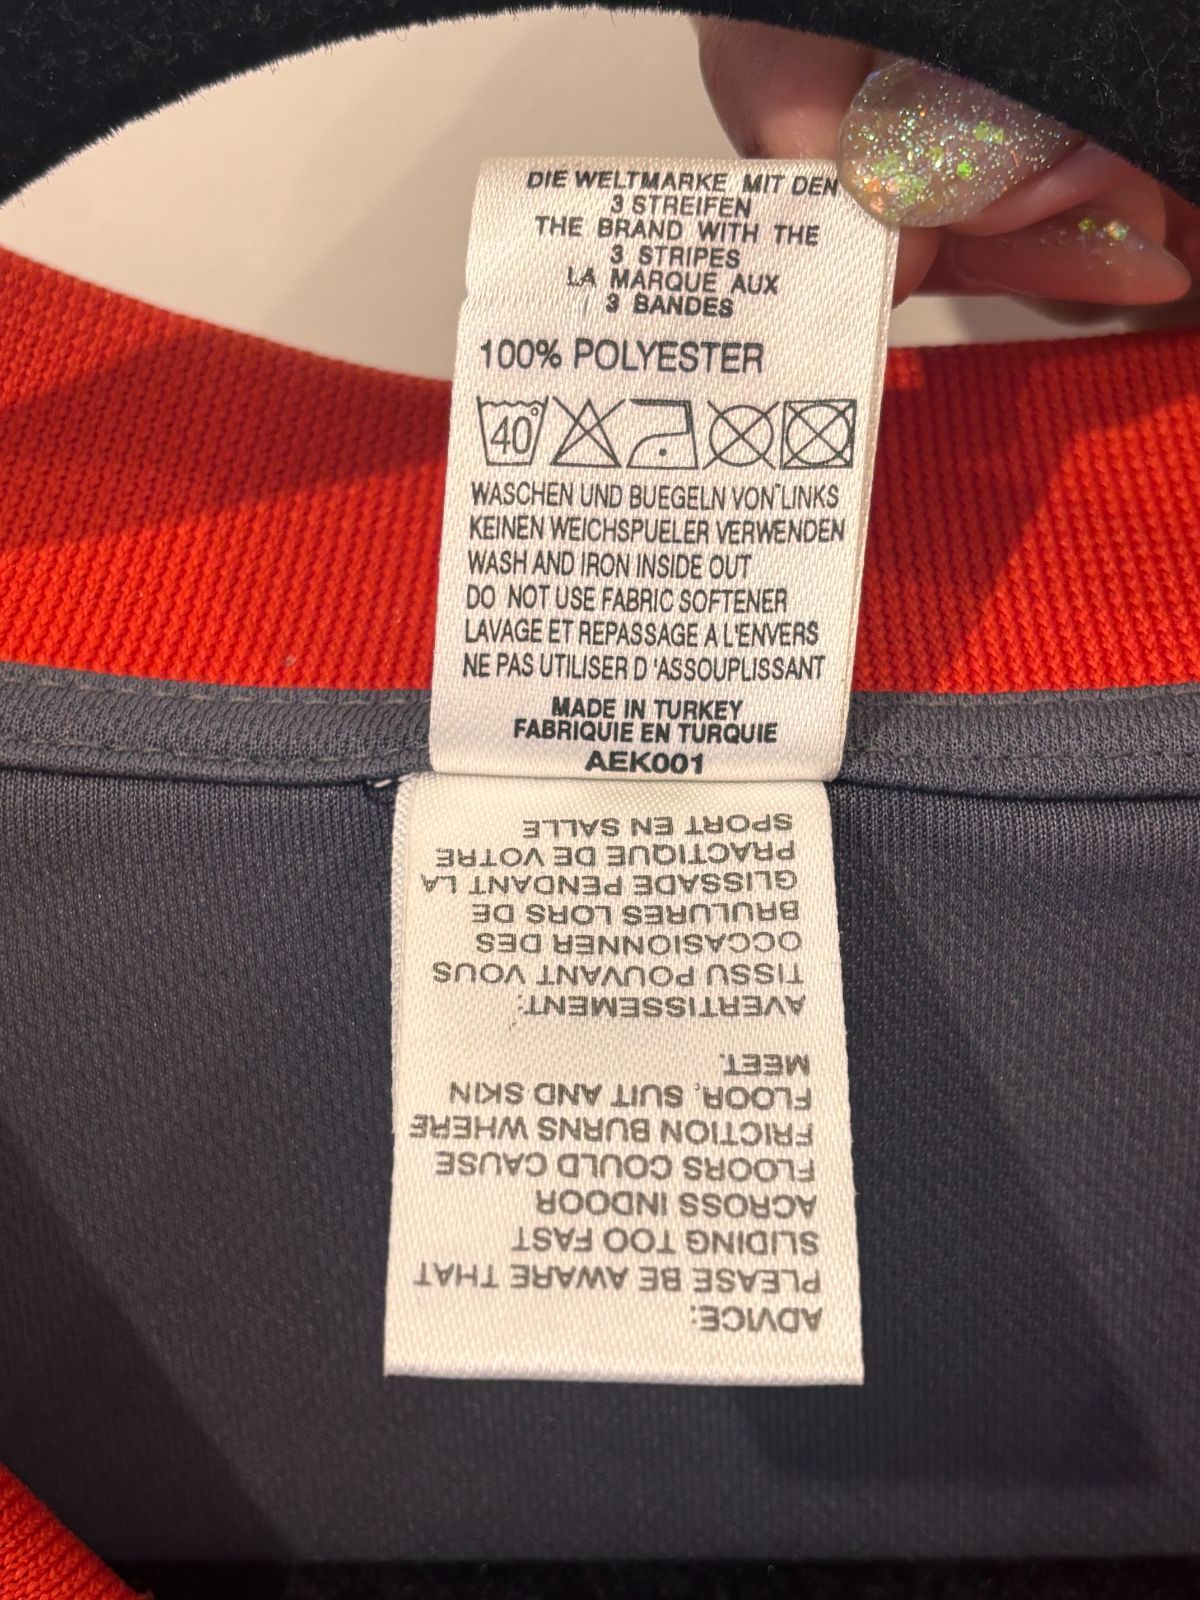 DIE WELTMARKE MIT DEN
3 STREIFEN
THE BRAND WITH THE
3 STRIPES
LA MARQUE AUX
3 BANDES
100% POLYESTER
40°
WASCHEN UND BUEGELN VON LINKS
KEINEN WEICHSPUELER VERWENDEN
WASH AND IRON INSIDE OUT
DO NOT USE FABRIC SOFTENER
LAVAGE ET REPASSAGE A L'ENVERS
NE PAS UTILISER D 'ASSOUPLISSANT
MADE IN TURKEY
FABRIQUIE EN TURQUIE
AEK001
ADVICE:
PLEASE BE AWARE THAT
SLIDING TOO FAST
ACROSS INDOOR
FLOORS COULD CAUSE
FRICTION BURNS WHERE
FLOOR, SUIT AND SKIN
MEET.
AVERTISSEMENT:
TISSU POUVANT VOUS
OCCASIONNER DES
BRULURES LORS DE
GLISSADE PENDANT LA
PRACTIQUE DE VOTRE
SPORT EN SALLE